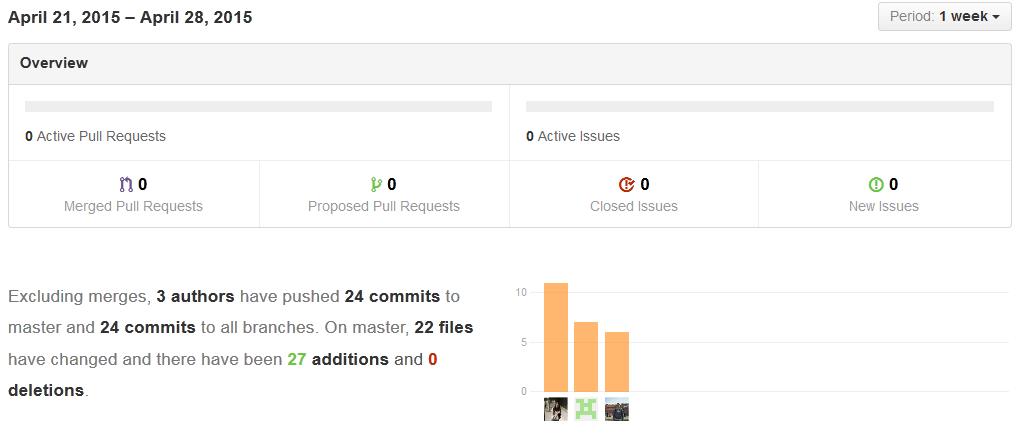 April 21, 2015 – April 28, 2015
Period: 1 week
Overview
0 Active Pull Requests
0 Active Issues
0
Merged Pull Requests
0
Proposed Pull Requests
0
Closed Issues
0
New Issues
Excluding merges, 3 authors have pushed 24 commits to
master and 24 commits to all branches. On master, 22 files
have changed and there have been 27 additions and 0
deletions.
10
5
0